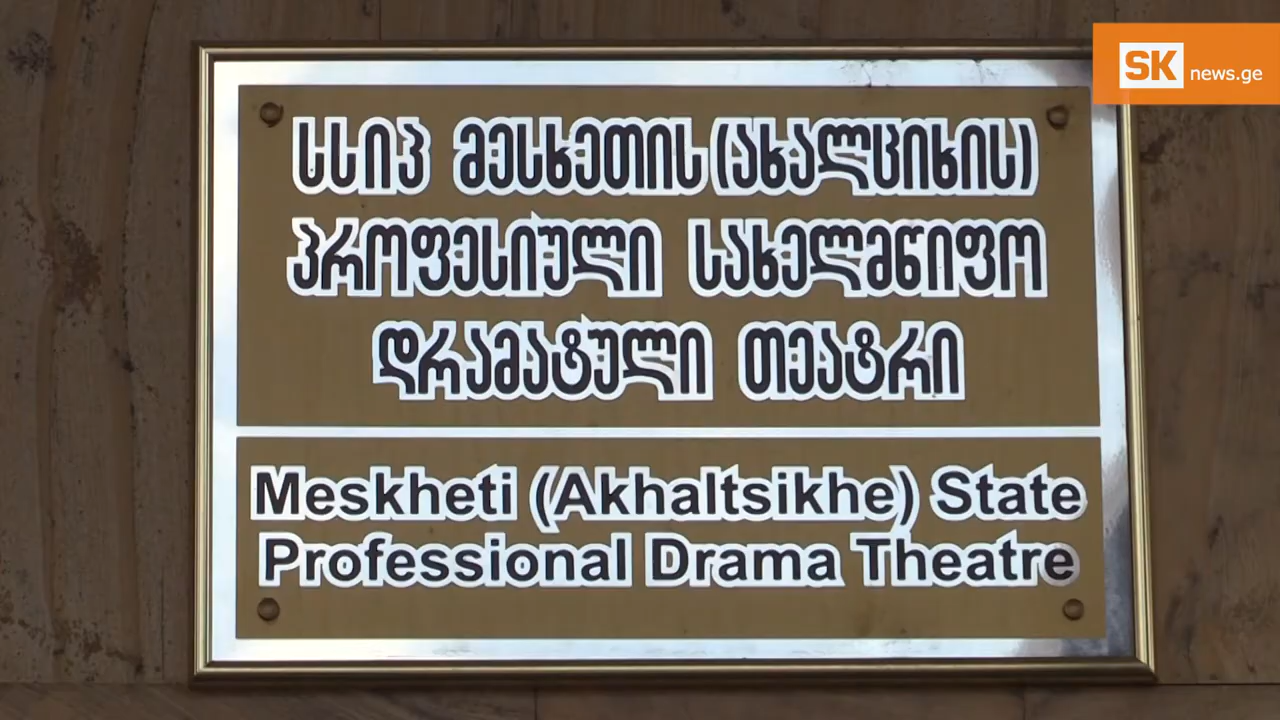 SK news.ge
სსიპ მესხეთის(ახალციხის)
პროფესიული სახელმწიფო
დრამატული თეატრი
Meskheti (Akhaltsikhe) State
Professional Drama Theatre